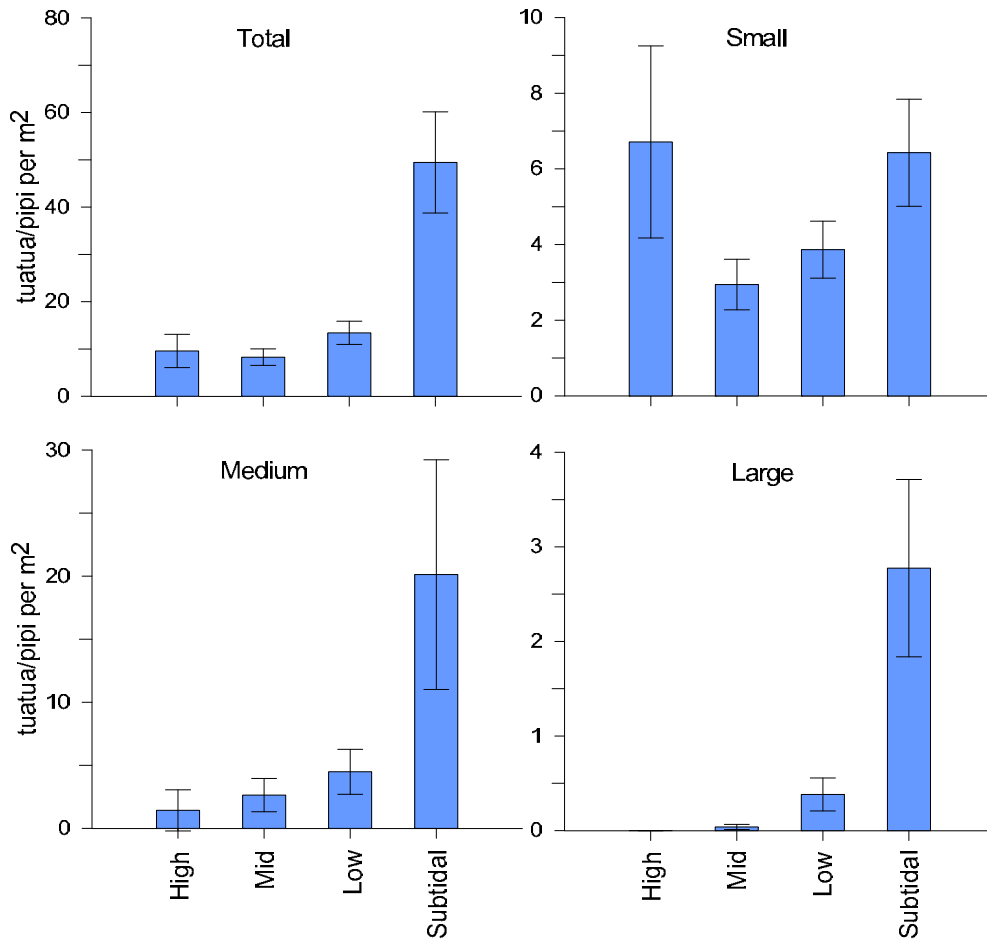 Total
80
60
40
20
0
tuatua/pipi per m2
Small
10
8
6
4
2
0
Medium
30
20
10
0
tuatua/pipi per m2
High
Mid
Low
Subtidal
Large
4
3
2
1
0
High
Mid
Low
Subtidal